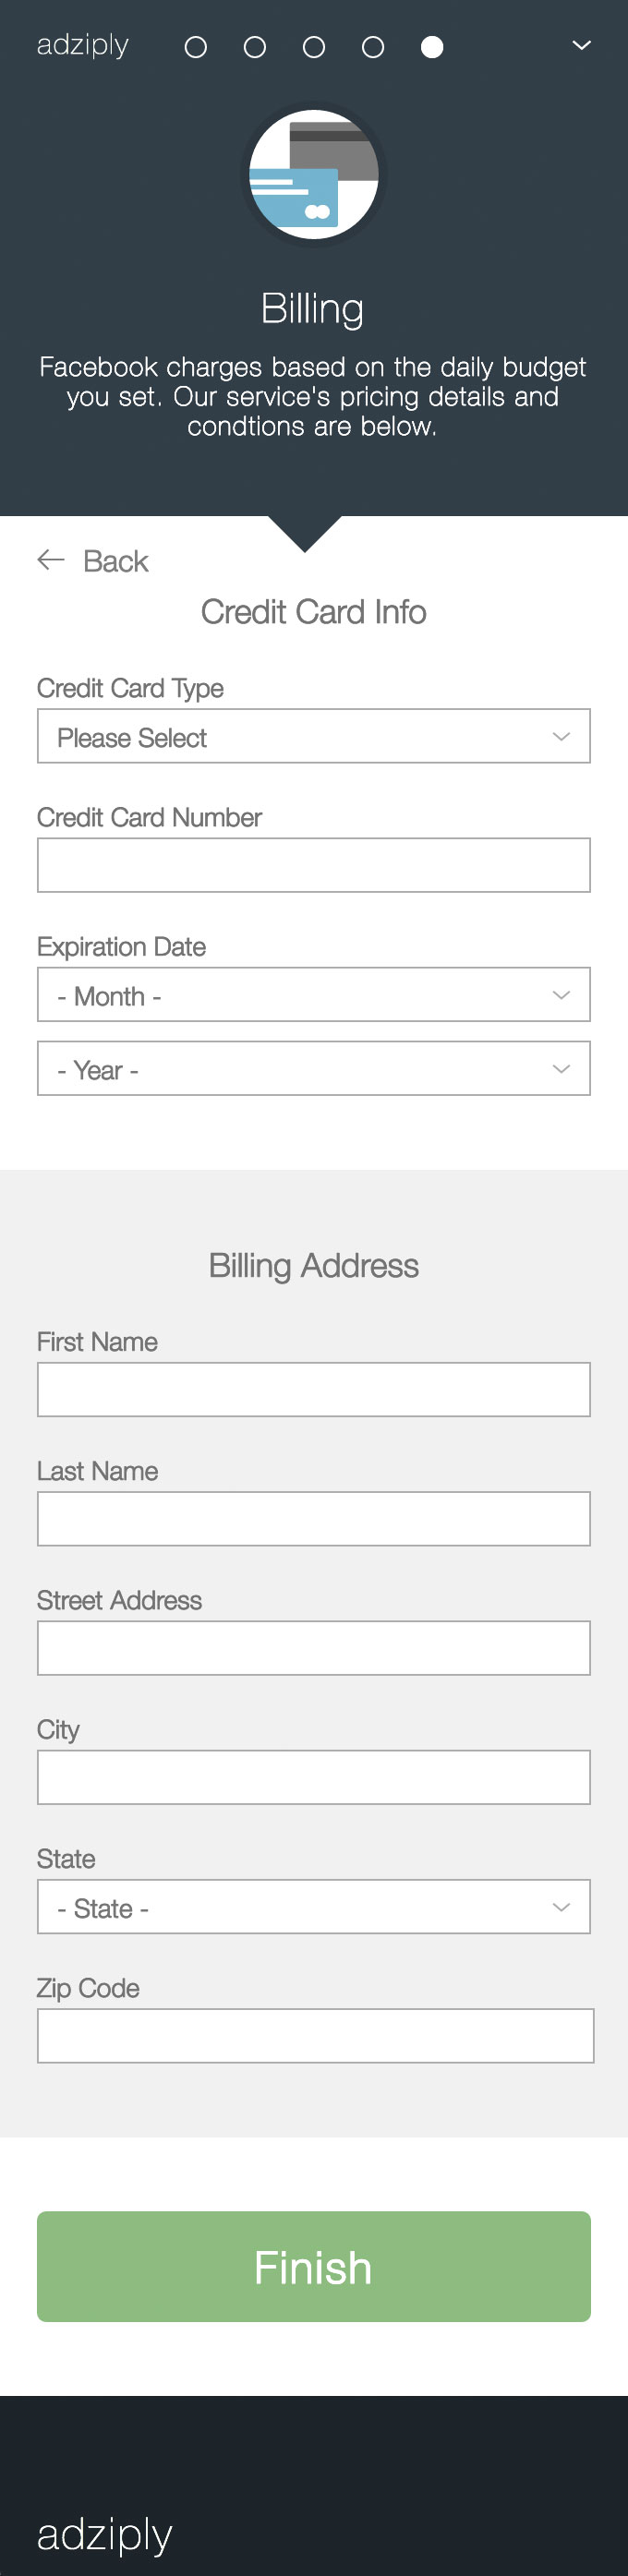 adziply
Billing
Facebook charges based on the daily budget
you set. Our service's pricing details and
condtions are below.
Back
Credit Card Info
Credit Card Type
Please Select
Credit Card Number
Expiration Date
- Month -
- Year -
Billing Address
First Name
Last Name
Street Address
City
State
- State -
Zip Code
Finish
adziply